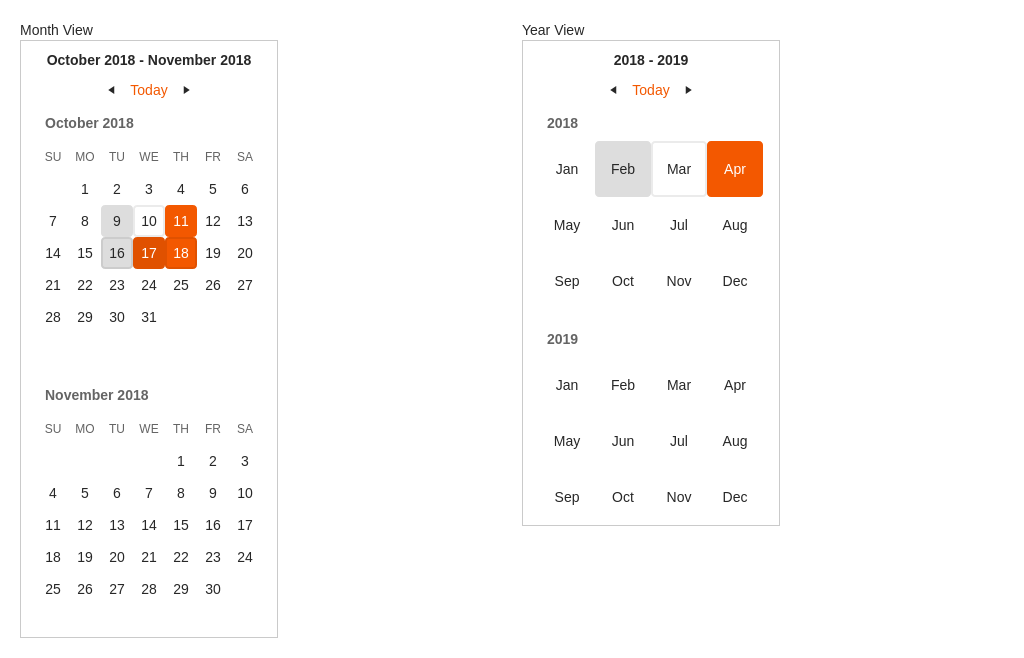 Month View
October 2018 - November 2018
Today
October 2018
SU MO TU WE TH FR SA
1 2 3 4 5 6
7 8 9 10 11 12 13
14 15 16 17 18 19 20
21 22 23 24 25 26 27
28 29 30 31
November 2018
SU MO TU WE TH FR SA
1 2 3
4 5 6 7 8 9 10
11 12 13 14 15 16 17
18 19 20 21 22 23 24
25 26 27 28 29 30
Year View
2018 - 2019
Today
2018
Jan Feb Mar Apr
May Jun Jul Aug
Sep Oct Nov Dec
2019
Jan Feb Mar Apr
May Jun Jul Aug
Sep Oct Nov Dec